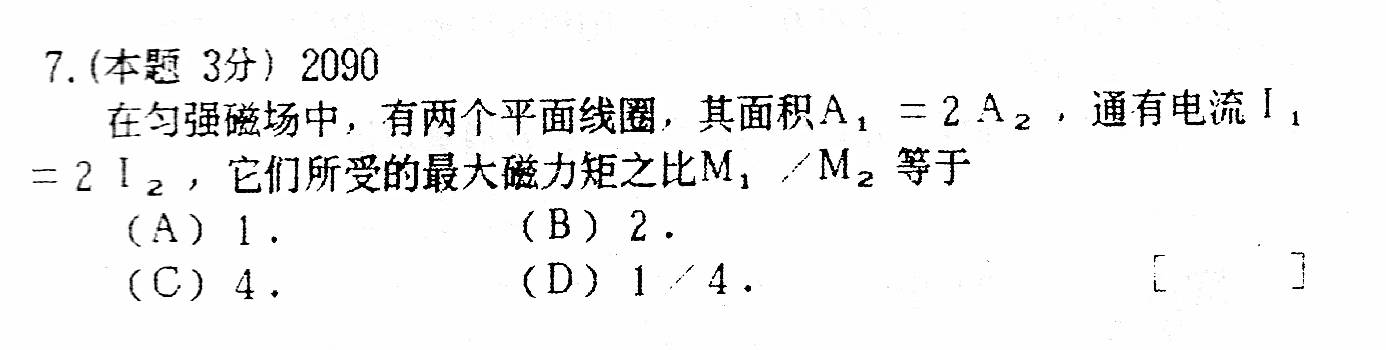 7.(本题 3分) 2090
在匀强磁场中，有两个平面线圈，其面积A₁ = 2 A₂，通有电流 I₁
= 2 I₂，它们所受的最大磁力矩之比M₁ ／M₂ 等于
(A) 1． (B) 2．
(C) 4． (D) 1／4． [ ]